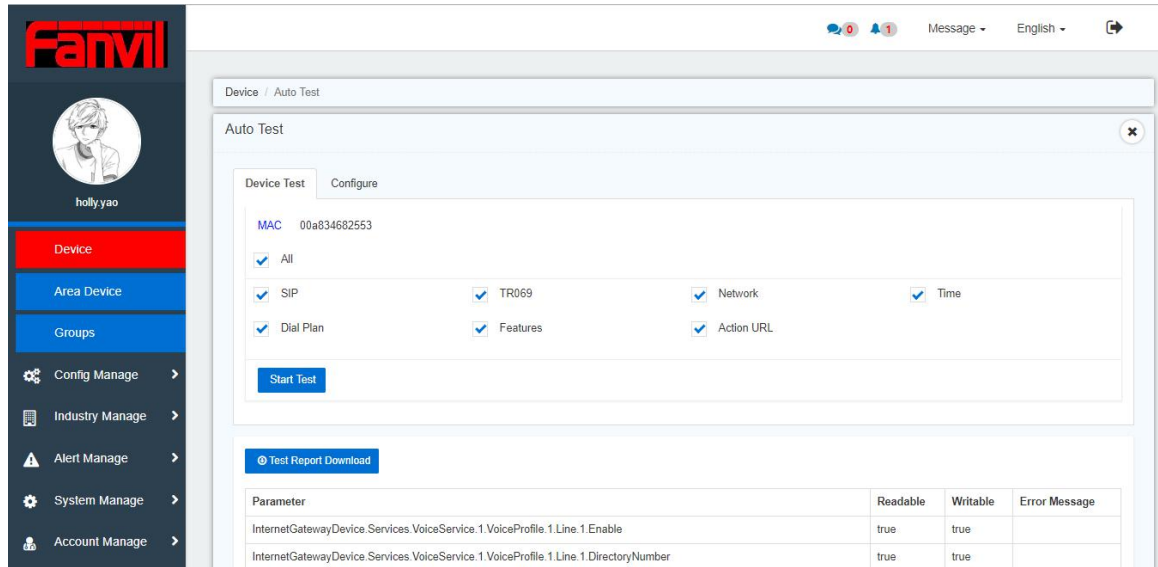 Fanvil
0 1 Message English
Device / Auto Test
Auto Test
holly.yao
Device
Area Device
Groups
Config Manage
Industry Manage
Alert Manage
System Manage
Account Manage
Device Test Configure
MAC 00a834682553
All
SIP TR069 Network Time
Dial Plan Features Action URL
Start Test
Test Report Download
Parameter Readable Writable Error Message
InternetGatewayDevice.Services.VoiceService.1.VoiceProfile.1.Line.1.Enable true true
InternetGatewayDevice.Services.VoiceService.1.VoiceProfile.1.Line.1.DirectoryNumber true true